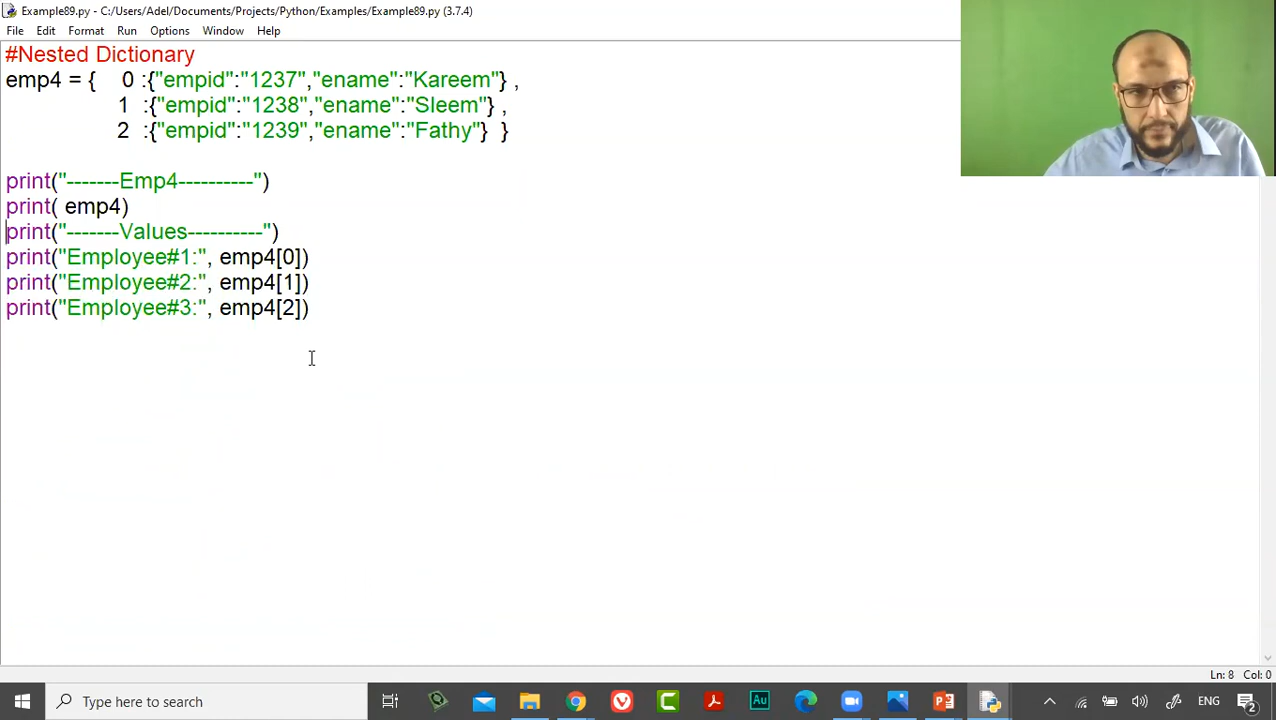 Example89.py - C:/Users/Adel/Documents/Projects/Python/Examples/Example89.py (3.7.4)
File Edit Format Run Options Window Help
#Nested Dictionary
emp4 = { 0 :{"empid":"1237","ename":"Kareem"} ,
1 :{"empid":"1238","ename":"Sleem"} ,
2 :{"empid":"1239","ename":"Fathy"} }
print("-------Emp4----------")
print( emp4)
print("-------Values----------")
print("Employee#1:", emp4[0])
print("Employee#2:", emp4[1])
print("Employee#3:", emp4[2])
Ln: 8 Col: 0
Type here to search
Au
ENG
2